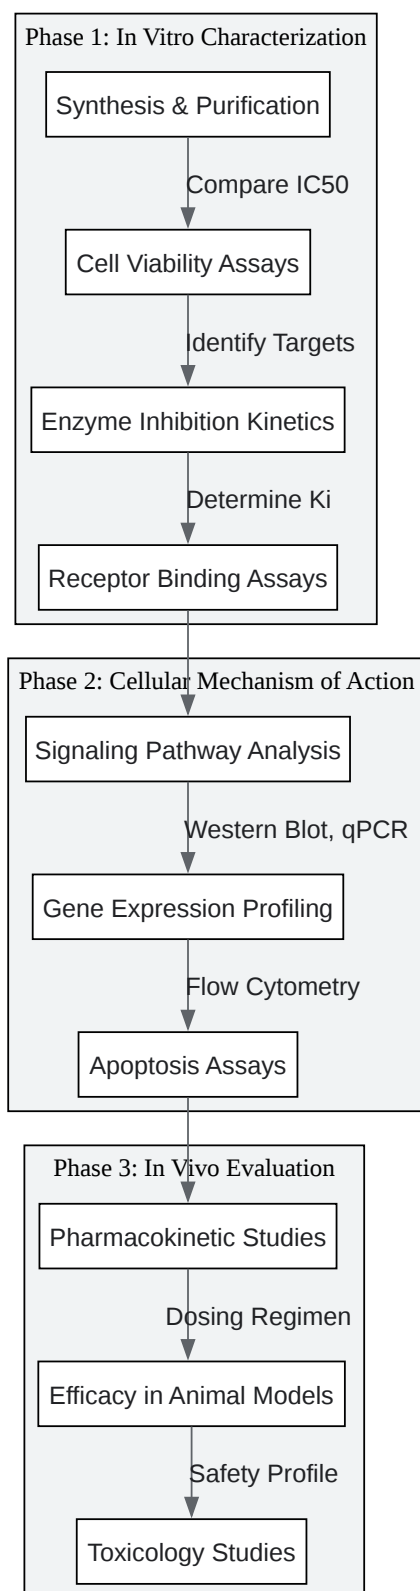 Phase 1: In Vitro Characterization
Synthesis & Purification
Compare IC50
Cell Viability Assays
Identify Targets
Enzyme Inhibition Kinetics
Determine Ki
Receptor Binding Assays
Phase 2: Cellular Mechanism of Action
Signaling Pathway Analysis
Western Blot, qPCR
Gene Expression Profiling
Flow Cytometry
Apoptosis Assays
Phase 3: In Vivo Evaluation
Pharmacokinetic Studies
Dosing Regimen
Efficacy in Animal Models
Safety Profile
Toxicology Studies